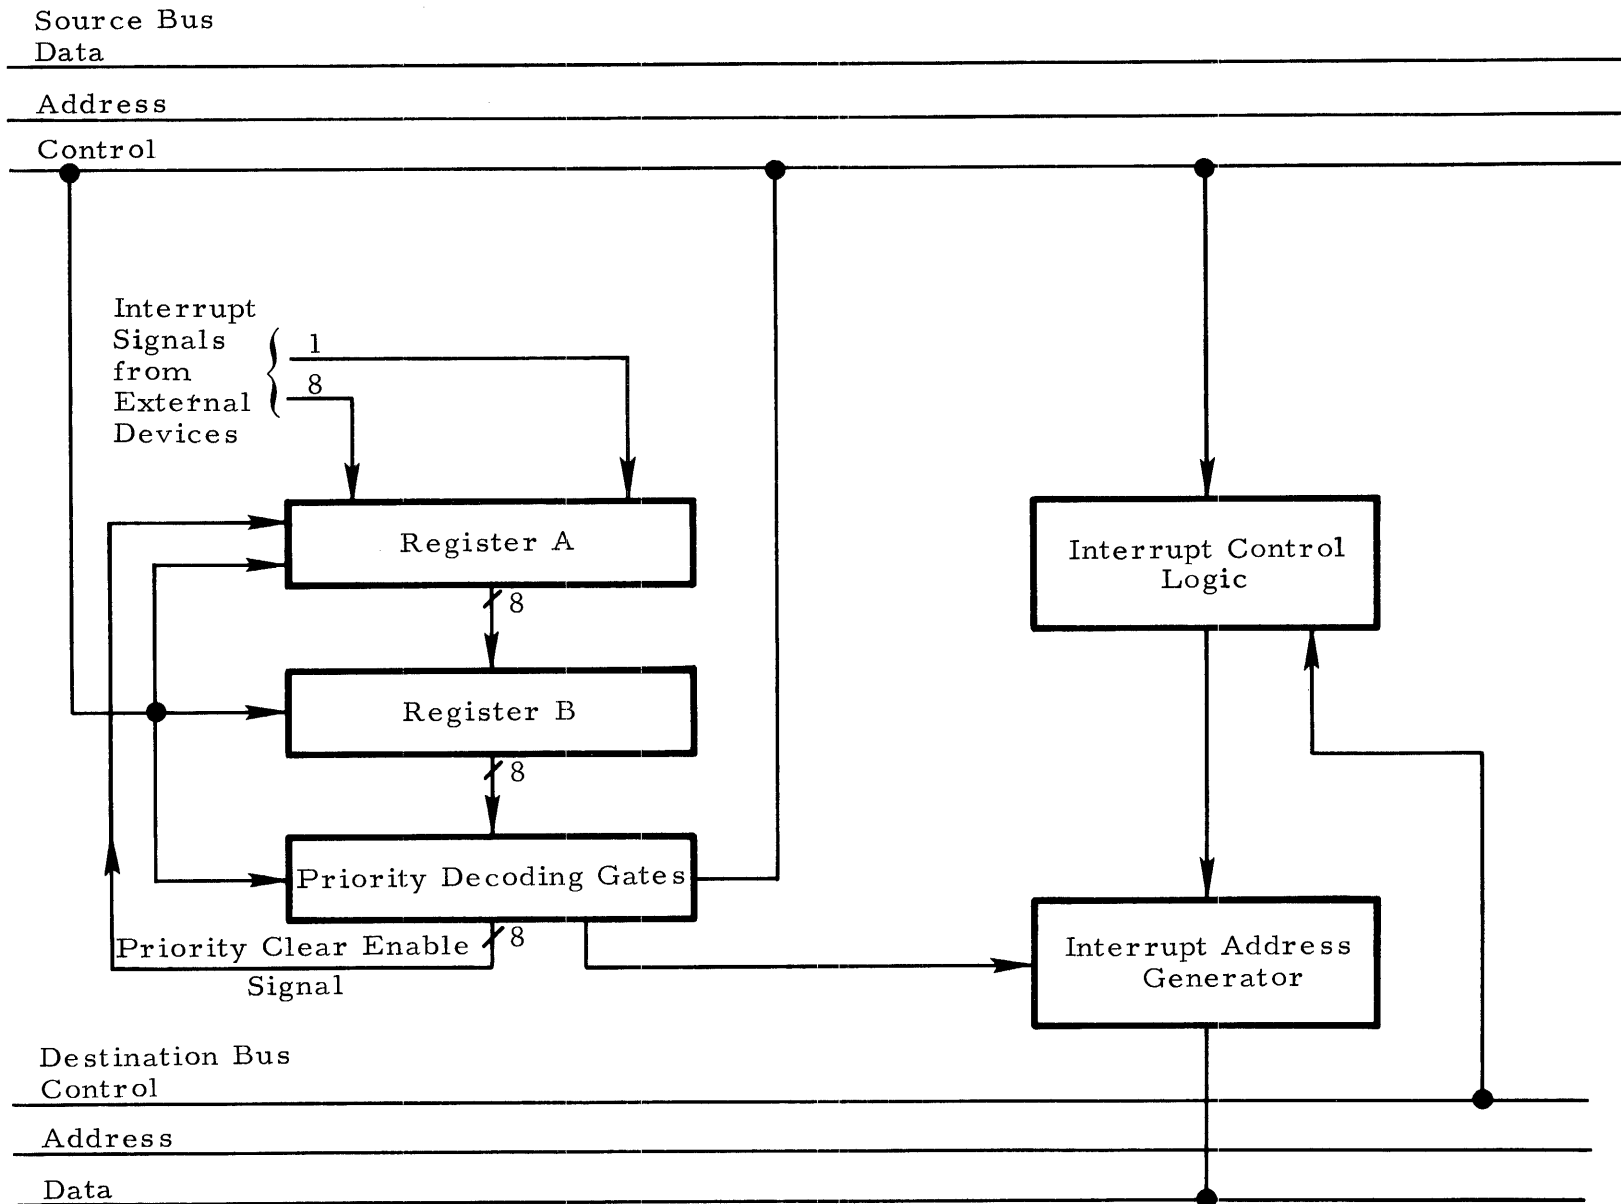 Source Bus
Data
Address
Control
Interrupt
Signals
from
External
Devices
1
8
Register A
8
Register B
8
Priority Decoding Gates
8
Priority Clear Enable
Signal
Interrupt Control
Logic
Interrupt Address
Generator
Destination Bus
Control
Address
Data